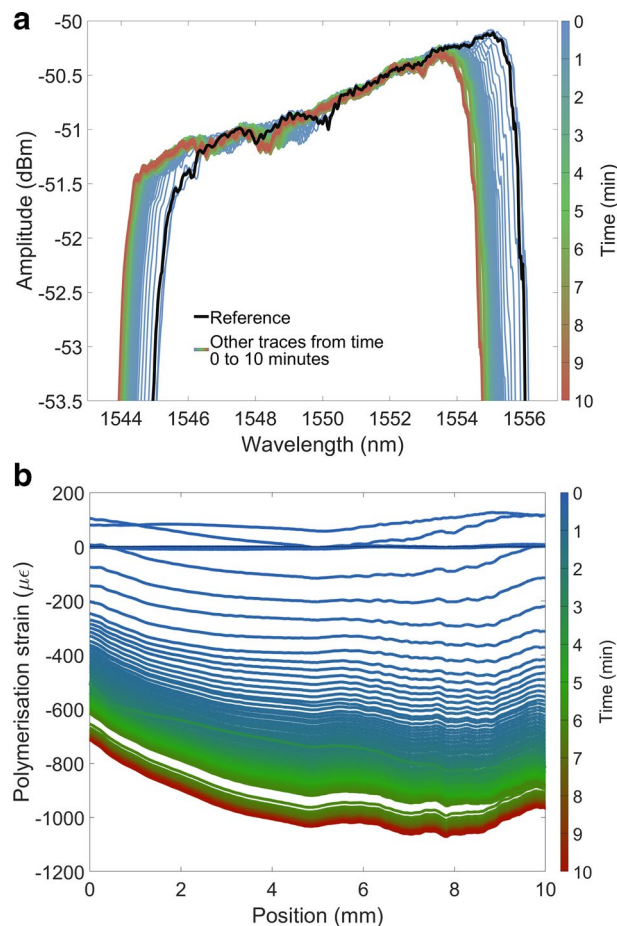 a
-50
-50.5
-51
-51.5
-52
-52.5
-53
-53.5
Amplitude (dBm)
Reference
Other traces from time
0 to 10 minutes
1544 1546 1548 1550 1552 1554 1556
Wavelength (nm)
0
1
2
3
4
5
6
7
8
9
10
Time (min)
b
200
0
-200
-400
-600
-800
-1000
-1200
Polymerisation strain (με)
0 2 4 6 8 10
Position (mm)
0
1
2
3
4
5
6
7
8
9
10
Time (min)